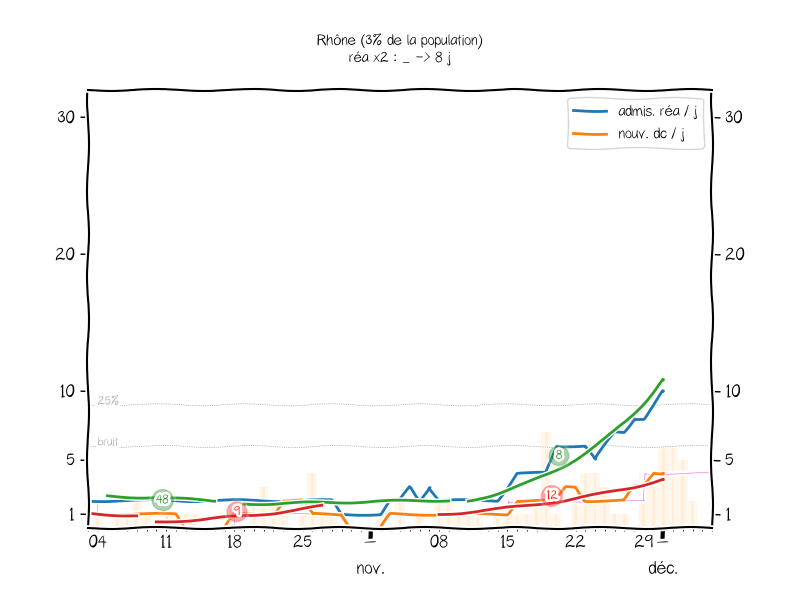 Rhône (3% de la population)
réa x2 : _ -> 8 j
admis. réa / j
nouv. dc / j
30 30
20 20
10 10
25%
bruit
5 5
8
48
12
9
1 1
04 11 18 25 1 08 15 22 29 1
nov. déc.